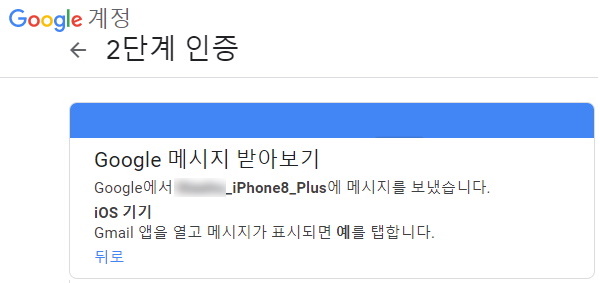 Google 계정
← 2단계 인증
Google 메시지 받아보기
Google에서 _iPhone8_Plus에 메시지를 보냈습니다.
iOS 기기
Gmail 앱을 열고 메시지가 표시되면 예를 탭합니다.
뒤로